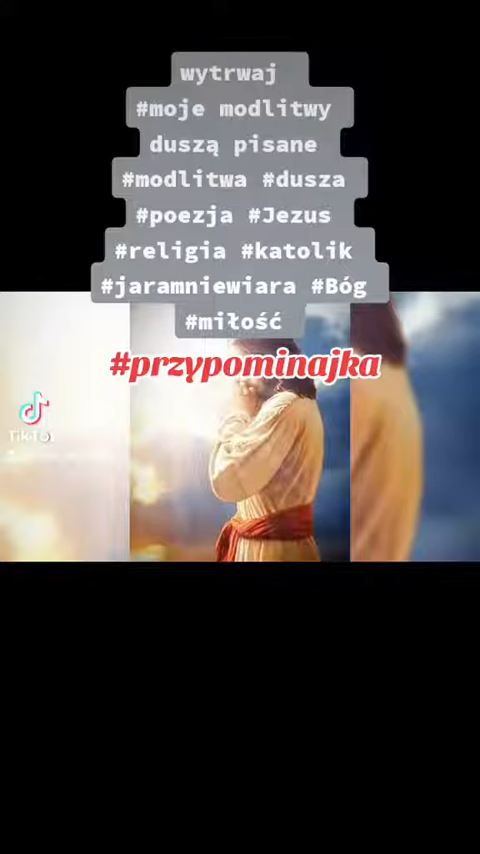 wytrwaj
#moje modlitwy
duszą pisane
#modlitwa #dusza
#poezja #Jezus
#religia #katolik
#jaramniewiara #Bóg
#miłość
#przypominajka
TikTok